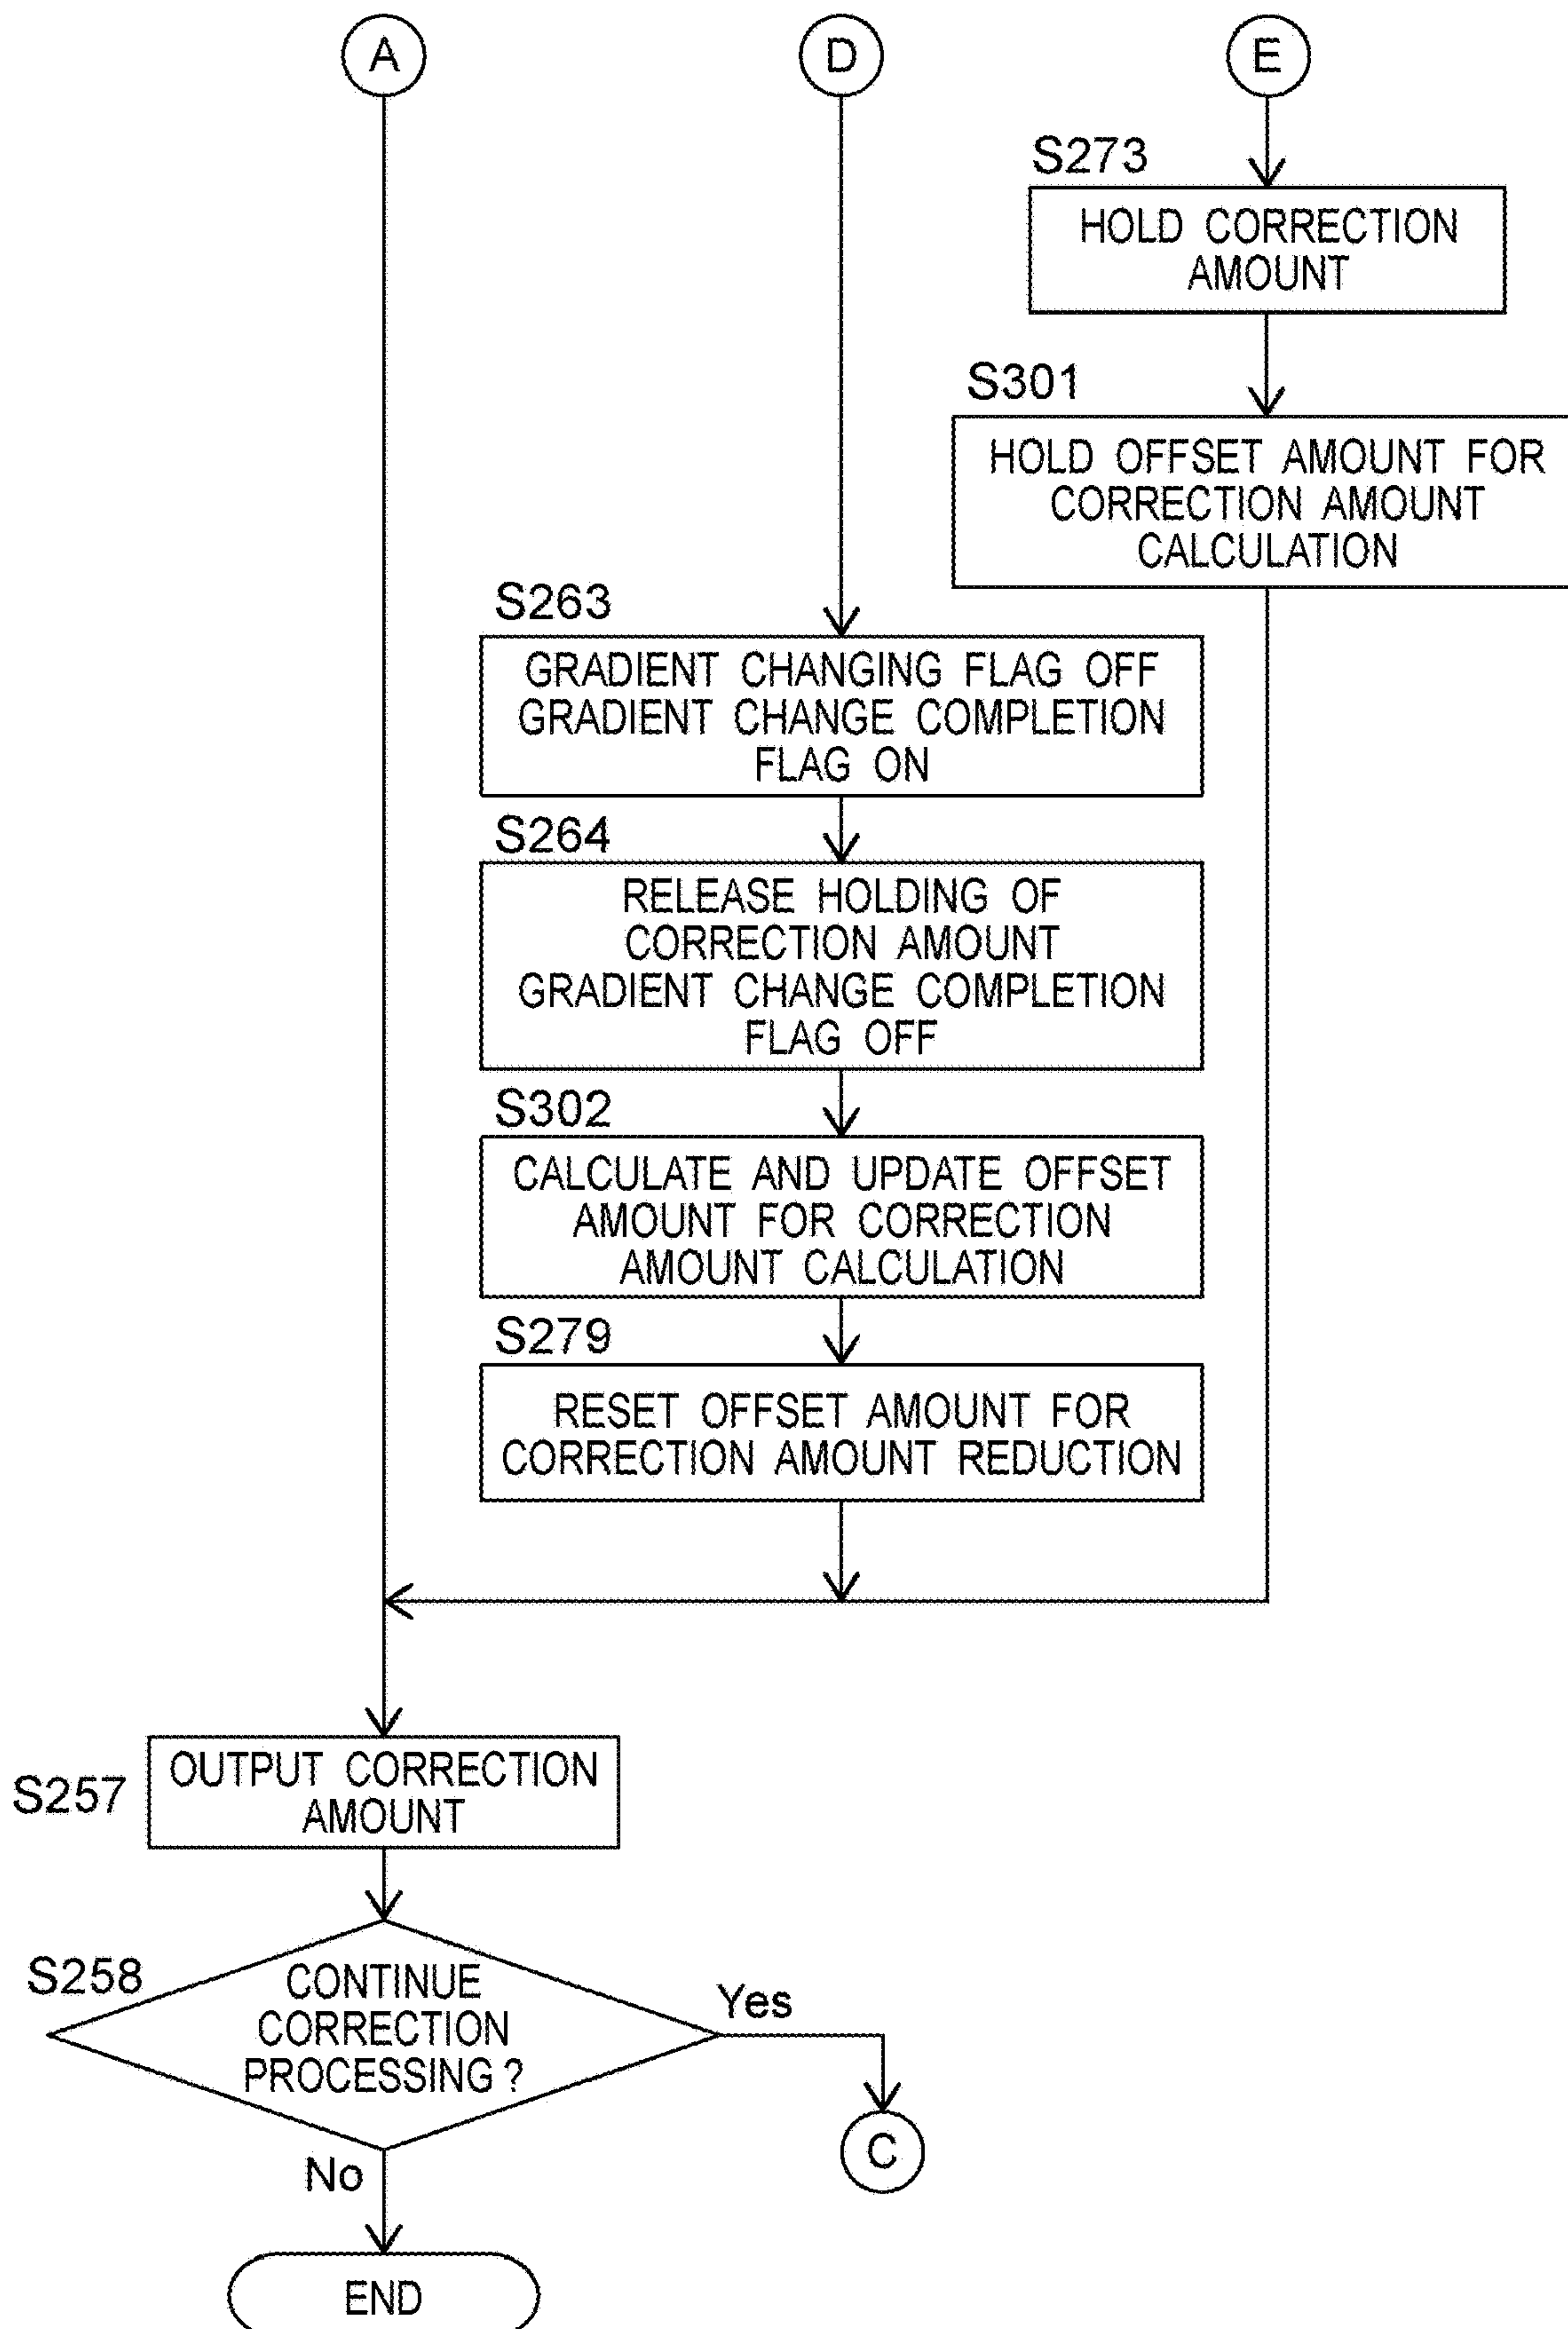 A
D
E
S273
HOLD CORRECTION
AMOUNT
S301
HOLD OFFSET AMOUNT FOR
CORRECTION AMOUNT
CALCULATION
S263
GRADIENT CHANGING FLAG OFF
GRADIENT CHANGE COMPLETION
FLAG ON
S264
RELEASE HOLDING OF
CORRECTION AMOUNT
GRADIENT CHANGE COMPLETION
FLAG OFF
S302
CALCULATE AND UPDATE OFFSET
AMOUNT FOR CORRECTION
AMOUNT CALCULATION
S279
RESET OFFSET AMOUNT FOR
CORRECTION AMOUNT REDUCTION
S257
OUTPUT CORRECTION
AMOUNT
S258
CONTINUE
CORRECTION
PROCESSING ?
Yes
C
No
END